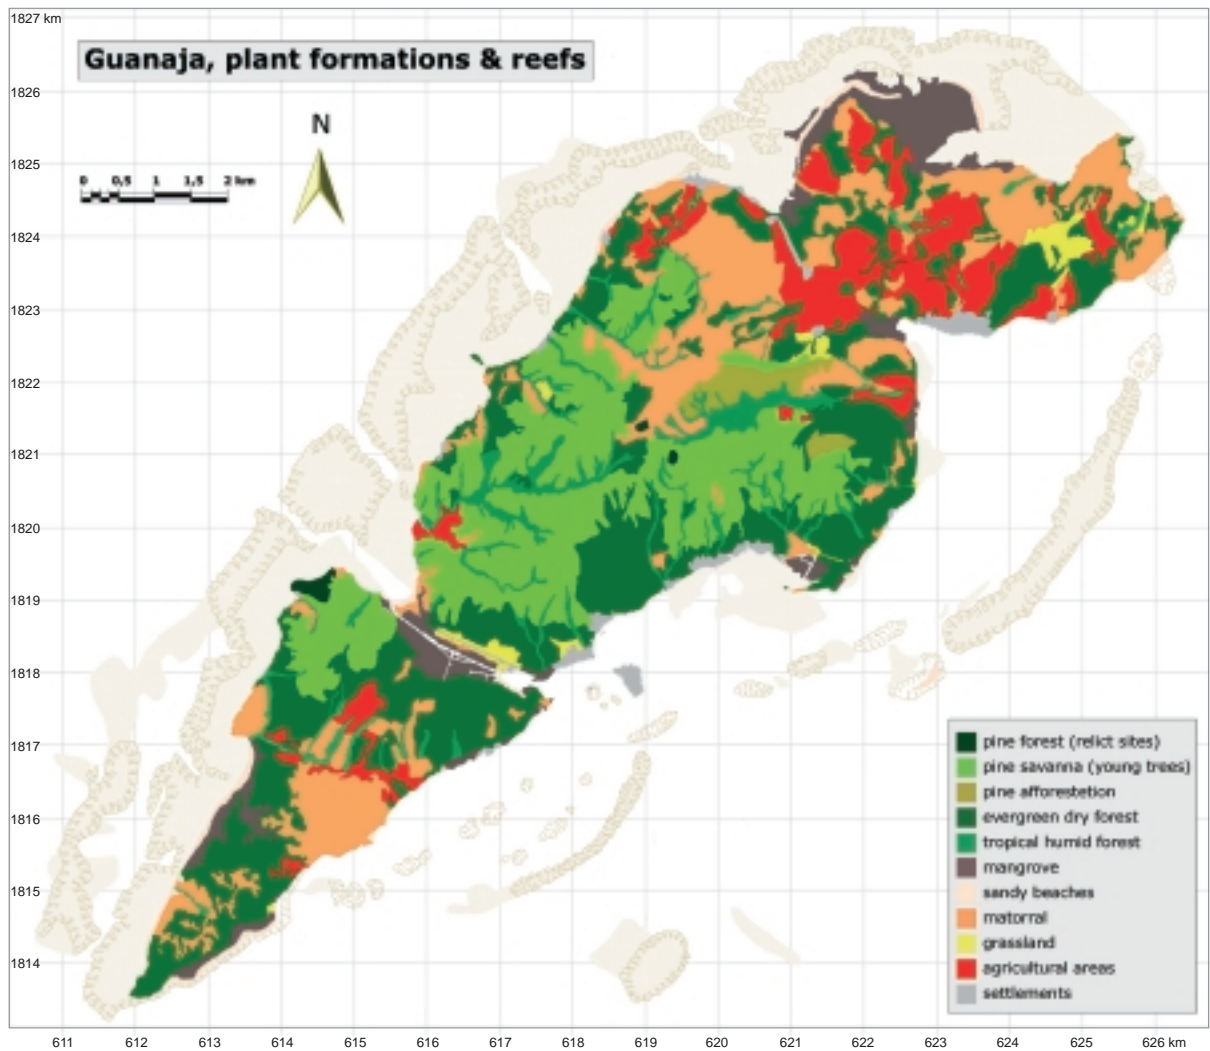 1827 km
Guanaja, plant formations & reefs
1826
N
1825
0 0,5 1 1,5 2 km
1824
1823
1822
1821
1820
1819
1818
1817
pine forest (relict sites)
pine savanna (young trees)
pine afforestetion
1816
evergreen dry forest
tropical humid forest
mangrove
1815
sandy beaches
matorral
grassland
1814
agricultural areas
settlements
611 612 613 614 615 616 617 618 619 620 621 622 623 624 625 626 km